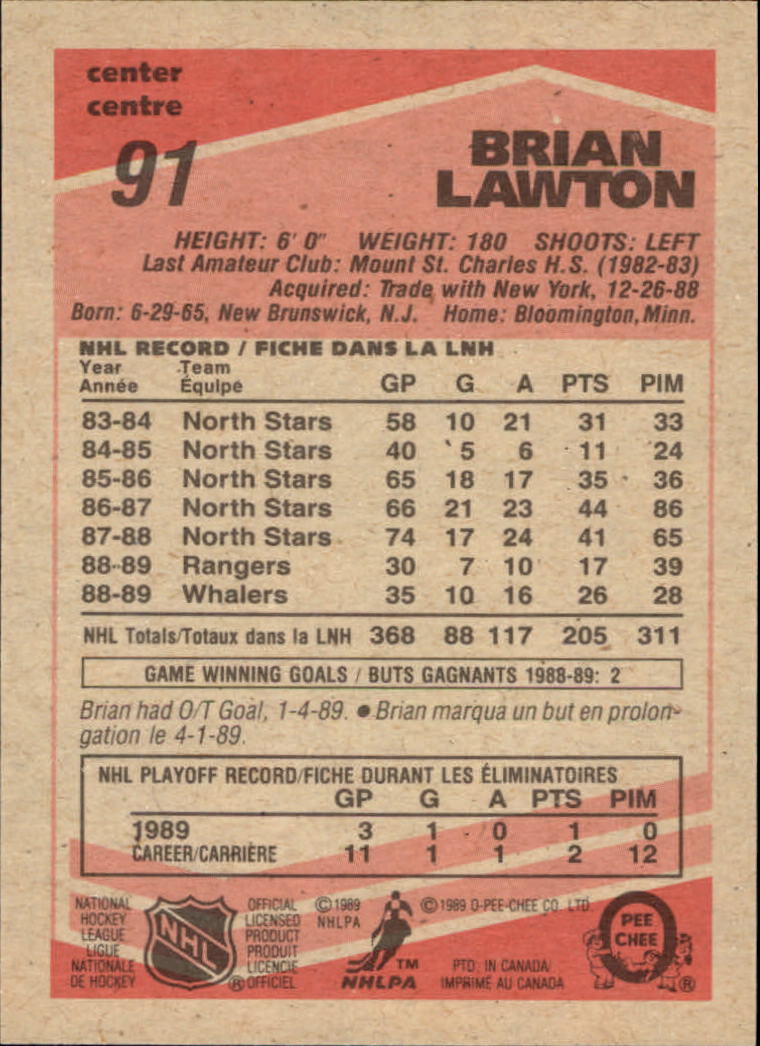 center
centre
91
BRIAN
LAWTON
HEIGHT: 6' 0" WEIGHT: 180 SHOOTS: LEFT
Last Amateur Club: Mount St. Charles H.S. (1982-83)
Acquired: Trade with New York, 12-26-88
Born: 6-29-65, New Brunswick, N.J. Home: Bloomington, Minn.
NHL RECORD / FICHE DANS LA LNH
Year Team
Année Équipe GP G A PTS PIM
83-84 North Stars 58 10 21 31 33
84-85 North Stars 40 5 6 11 24
85-86 North Stars 65 18 17 35 36
86-87 North Stars 66 21 23 44 86
87-88 North Stars 74 17 24 41 65
88-89 Rangers 30 7 10 17 39
88-89 Whalers 35 10 16 26 28
NHL Totals/Totaux dans la LNH 368 88 117 205 311
GAME WINNING GOALS / BUTS GAGNANTS 1988-89: 2
Brian had O/T Goal, 1-4-89. ● Brian marqua un but en prolon-
gation le 4-1-89.
NHL PLAYOFF RECORD/FICHE DURANT LES ÉLIMINATOIRES
GP G A PTS PIM
1989 3 1 0 1 0
CAREER/CARRIÈRE 11 1 1 2 12
NATIONAL
HOCKEY
LEAGUE
LIGUE
NATIONALE
DE HOCKEY
NHL
OFFICIAL
LICENSED
PRODUCT
PRODUIT
LICENCIÉ
® OFFICIEL
© 1989
NHLPA
TM
NHLPA
© 1989 O-PEE-CHEE CO. LTD.
PTD. IN CANADA/
IMPRIMÉ AU CANADA
PEE
CHEE
®